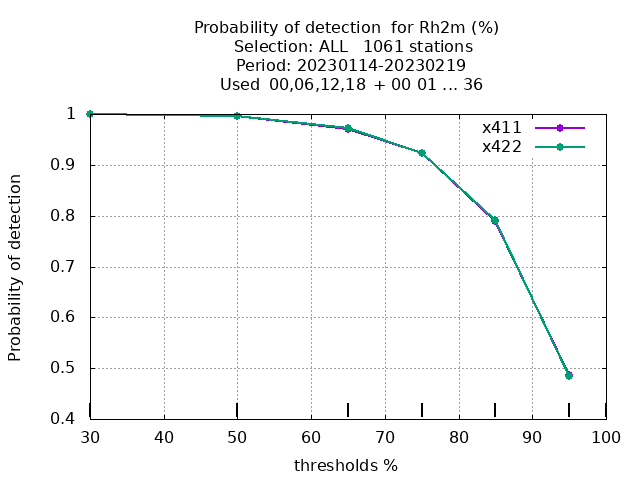 Probability of detection  for Rh2m (%)
Selection: ALL   1061 stations
Period: 20230114-20230219
Used  00,06,12,18  + 00 01 ... 36
x411
x422
1
0.9
0.8
0.7
0.6
0.5
0.4
Probability of detection
30 40 50 60 70 80 90 100
thresholds %